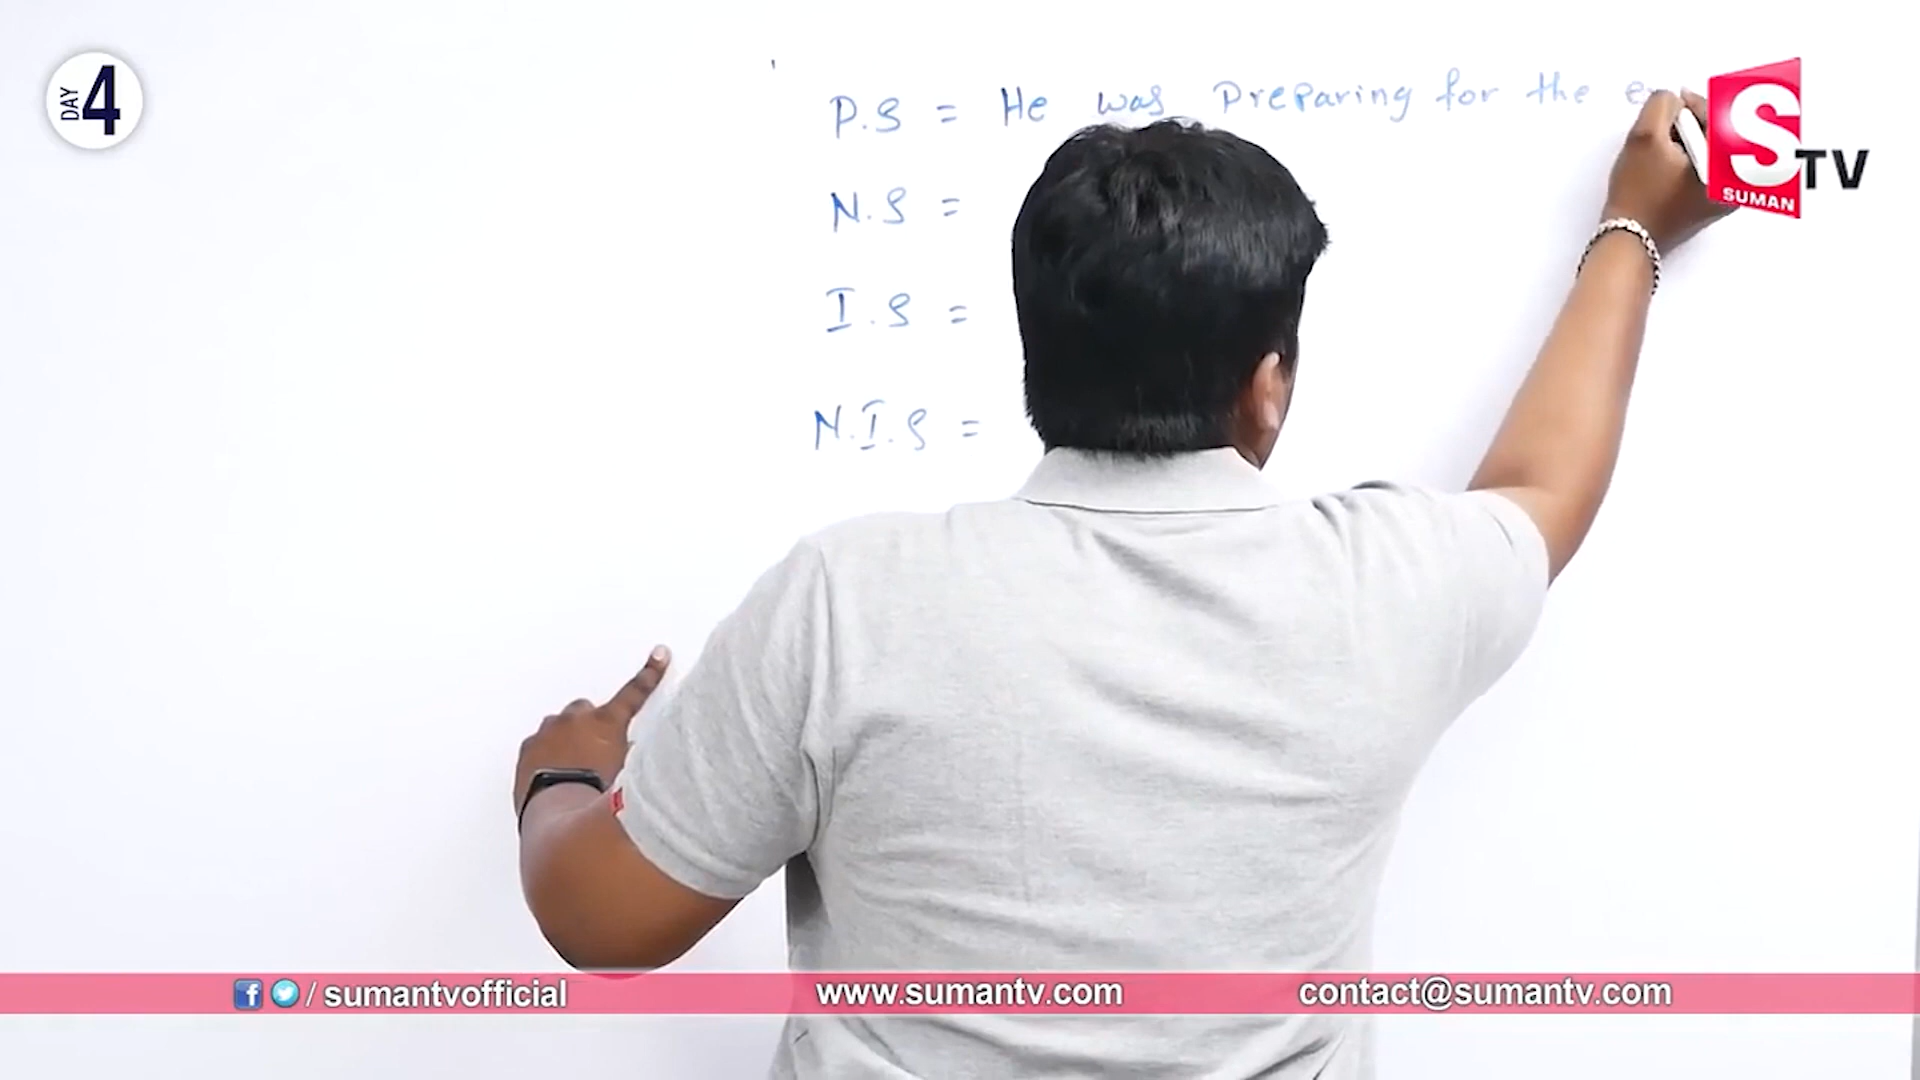 DAY 4
P.S = He was Preparing for the
N.S =
I.S =
N.I.S =
S TV
SUMAN
/ sumantvofficial
www.sumantv.com
contact@sumantv.com